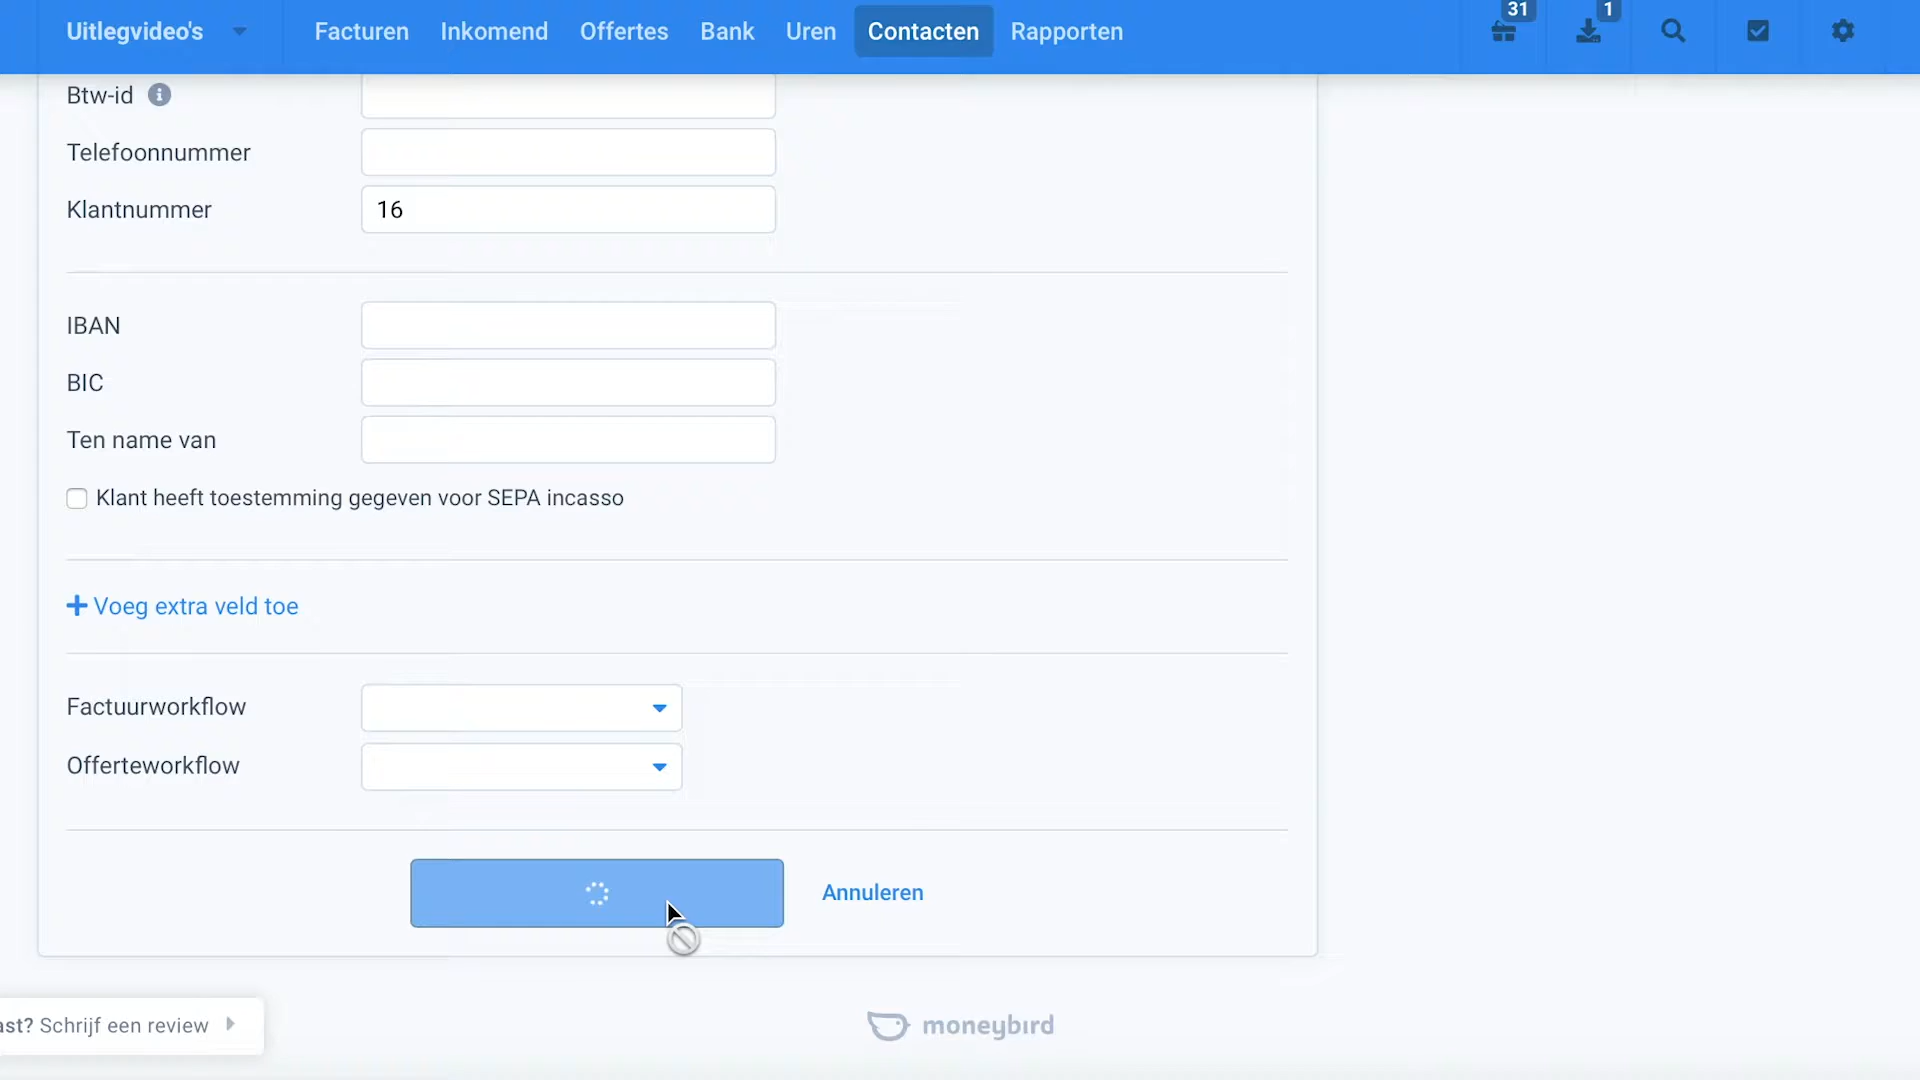 Uitlegvideo's Facturen Inkomend Offertes Bank Uren Contacten Rapporten 31 1
Btw-id
Telefoonnummer
Klantnummer 16
IBAN
BIC
Ten name van
Klant heeft toestemming gegeven voor SEPA incasso
Voeg extra veld toe
Factuurworkflow
Offerteworkflow
Annuleren
ast? Schrijf een review
moneybird